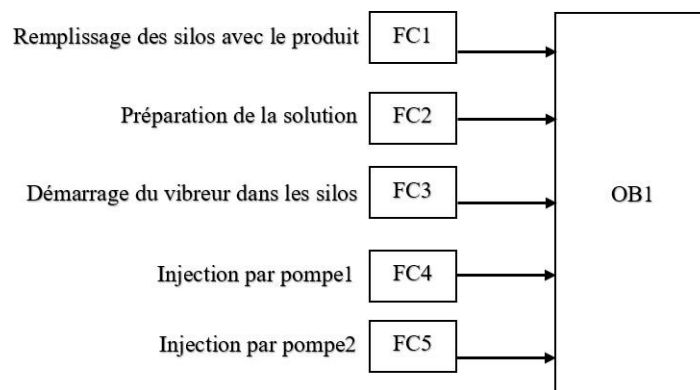 Remplissage des silos avec le produit FC1
Préparation de la solution FC2
Démarrage du vibreur dans les silos FC3 OB1
Injection par pompe1 FC4
Injection par pompe2 FC5